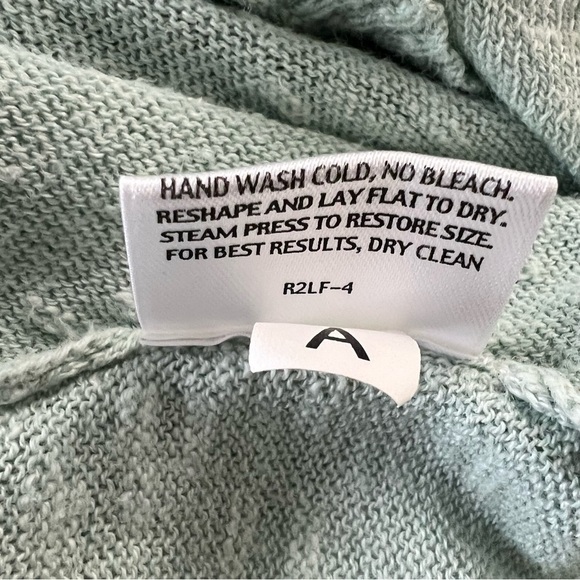 HAND WASH COLD, NO BLEACH.
RESHAPE AND LAY FLAT TO DRY.
STEAM PRESS TO RESTORE SIZE.
FOR BEST RESULTS, DRY CLEAN
R2LF-4
A